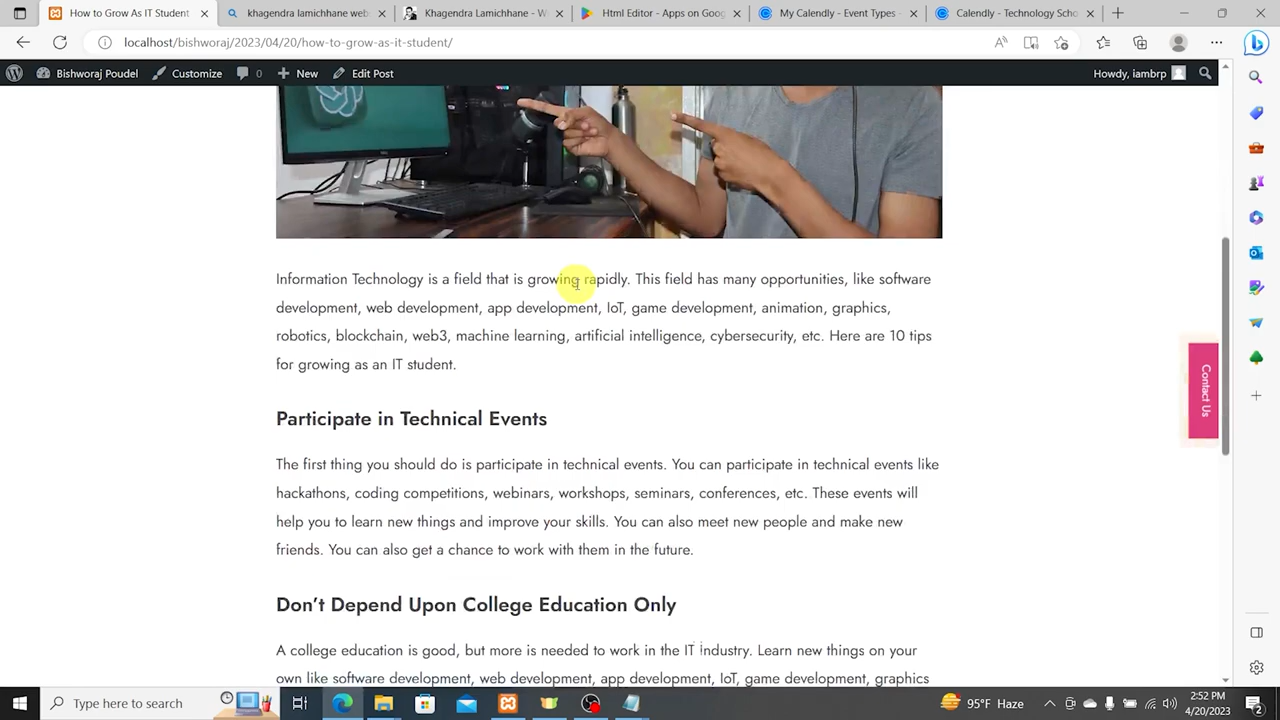 How to Grow As IT Student
khagendra lamichhane web
Khagendra Lamichhane - W
Html Editor - Apps on Goog
My Calendly - Event Types -
Calendly - Technology Scho
localhost/bishworaj/2023/04/20/how-to-grow-as-it-student/
Bishworaj Poudel
Customize
0
New
Edit Post
Howdy, iambrp
Information Technology is a field that is growing rapidly. This field has many opportunities, like software
development, web development, app development, IoT, game development, animation, graphics,
robotics, blockchain, web3, machine learning, artificial intelligence, cybersecurity, etc. Here are 10 tips
for growing as an IT student.
Contact Us
Participate in Technical Events
The first thing you should do is participate in technical events. You can participate in technical events like
hackathons, coding competitions, webinars, workshops, seminars, conferences, etc. These events will
help you to learn new things and improve your skills. You can also meet new people and make new
friends. You can also get a chance to work with them in the future.
Don't Depend Upon College Education Only
A college education is good, but more is needed to work in the IT industry. Learn new things on your
own like software development, web development, app development, IoT, game development, graphics
Type here to search
95°F Haze
2:52 PM
4/20/2023
2